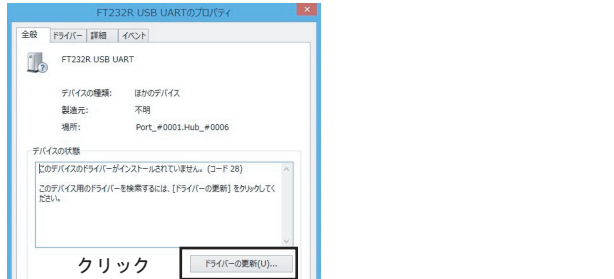 FT232R USB UARTのプロパティ
全般 ドライバー 詳細 イベント
FT232R USB UART
デバイスの種類: ほかのデバイス
製造元: 不明
場所: Port_#0001.Hub_#0006
デバイスの状態
このデバイスのドライバーがインストールされていません。(コード 28)
このデバイス用のドライバーを検索するには、[ドライバーの更新] をクリックしてく
ださい。
クリック ドライバーの更新(U)...